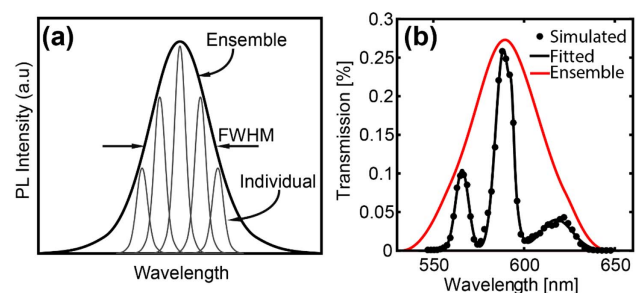 (a)
Ensemble
FWHM
Individual
PL Intensity (a.u)
Wavelength
(b)
Simulated
Fitted
Ensemble
Transmission [%]
0.3
0.25
0.2
0.15
0.1
0.05
0
550
600
650
Wavelength [nm]